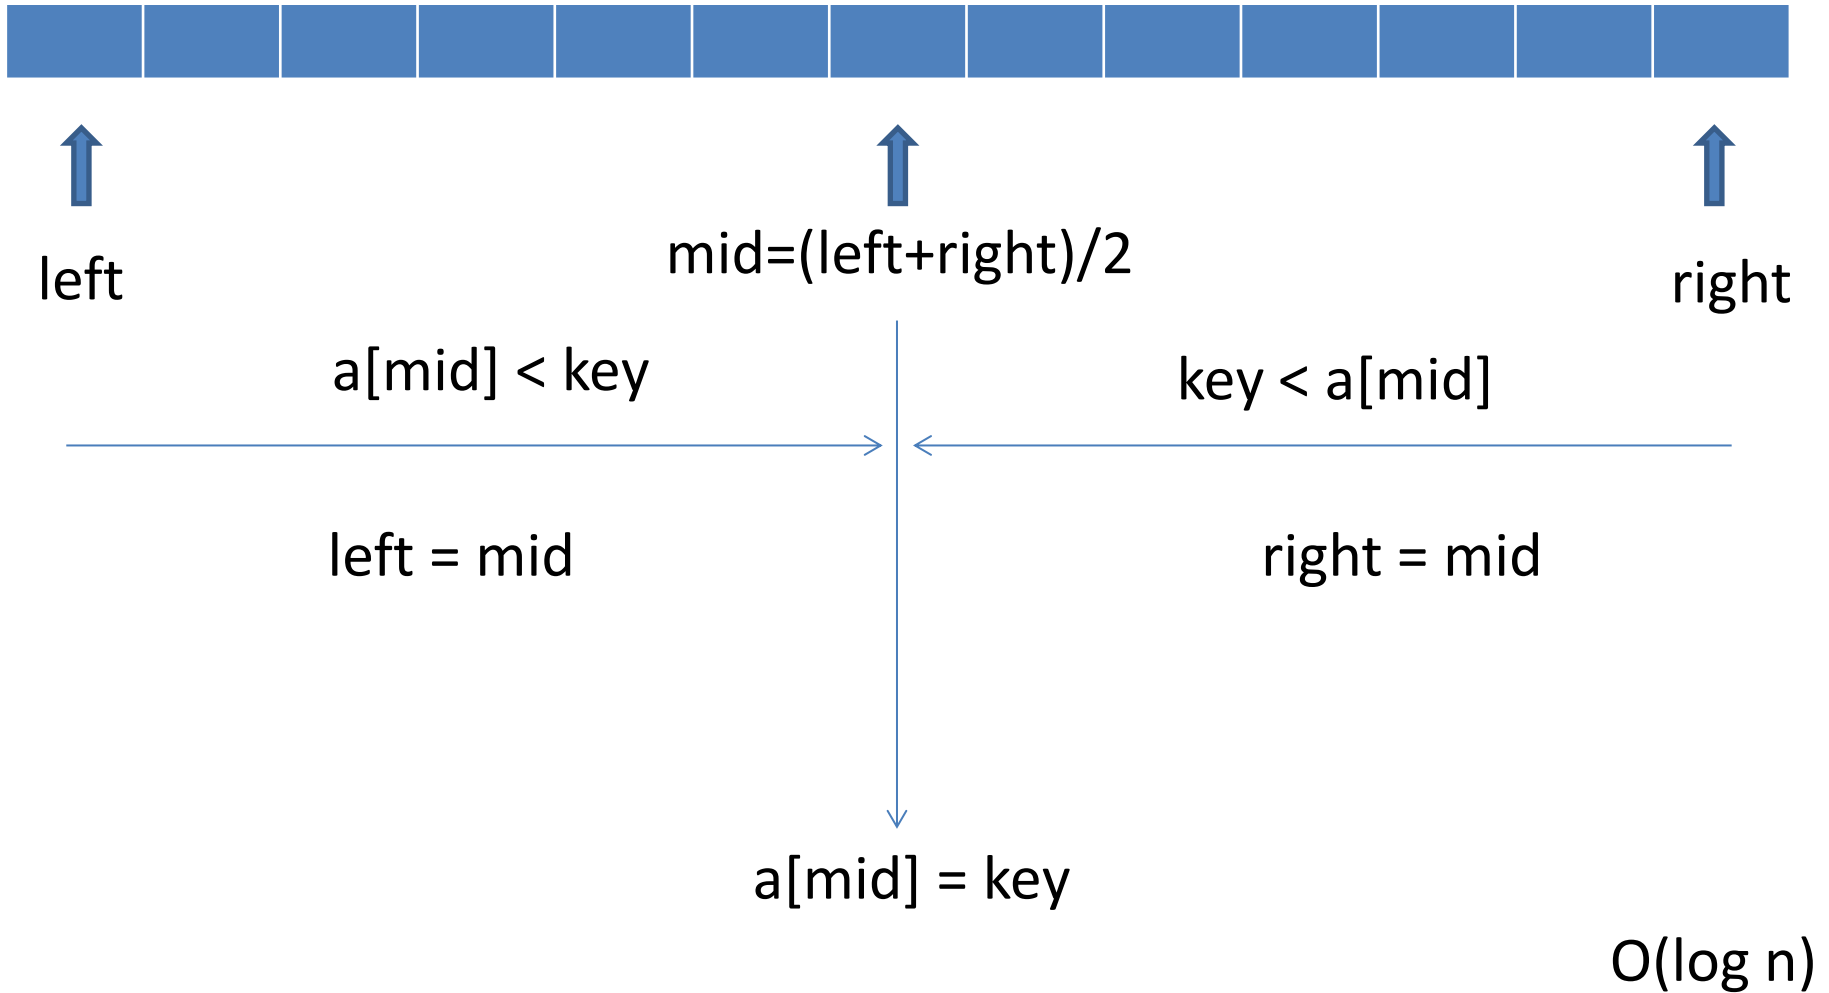 left
mid=(left+right)/2
right
a[mid] < key
key < a[mid]
left = mid
right = mid
a[mid] = key
O(log n)